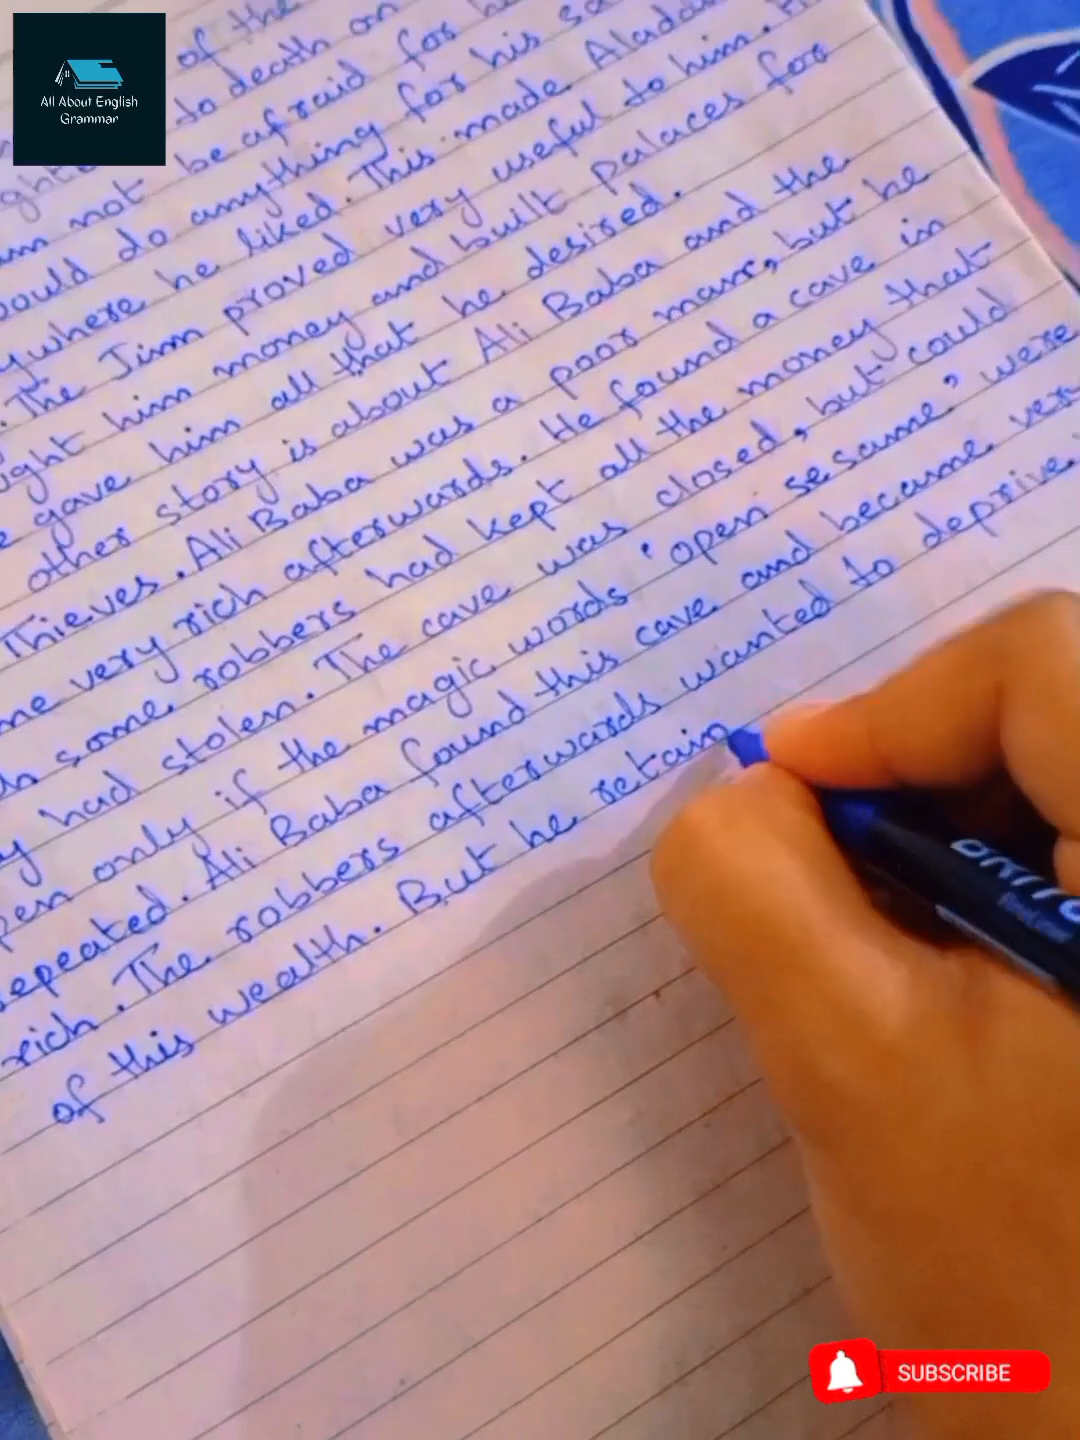 All About English
Grammar
of the
to death on
not be afraid for
would do anything for his
he liked. This made Aladd
The Jinn proved very useful to him.
him money and built palaces for
gave him all that he desired.
other story is about Ali Baba and the
Thieves. Ali Baba was a poor man, but he
very rich afterwards. He found a cave in
some robbers had kept all the money that
had stolen. The cave was closed, but could
only if the magic words 'open sesame' were
repeated. Ali Baba found this cave and became ver
rich. The robbers afterwards wanted to deprive
of this wealth. But he retain
SUBSCRIBE